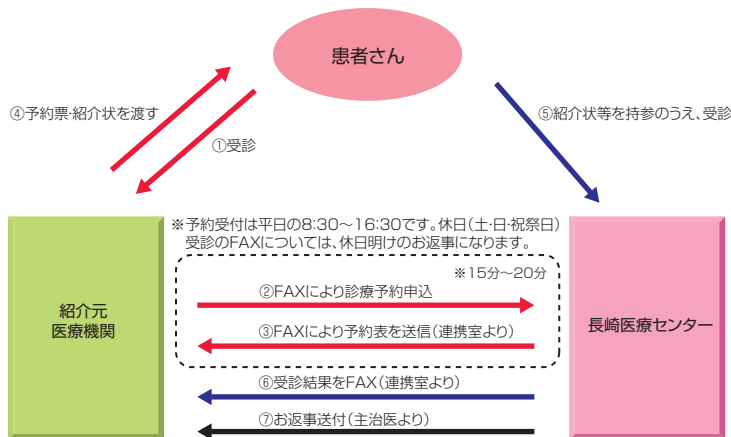 患者さん
④予約票･紹介状を渡す
①受診
⑤紹介状等を持参のうえ、受診
※予約受付は平日の8:30～16:30です。休日（土･日･祝祭日）
受診のFAXについては、休日明けのお返事になります。
※15分～20分
②FAXにより診療予約申込
③FAXにより予約表を送信（連携室より）
紹介元
医療機関
長崎医療センター
⑥受診結果をFAX（連携室より）
⑦お返事送付（主治医より）